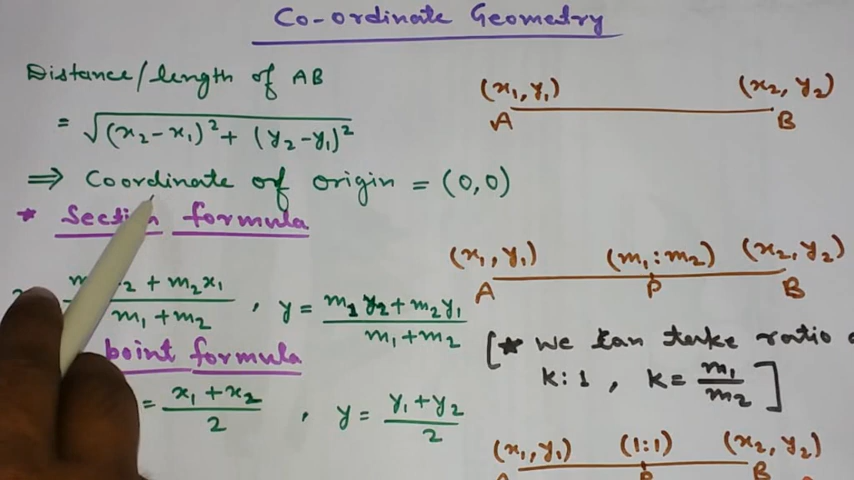 Co-ordinate Geometry
Distance/length of AB
= √(x₂-x₁)² + (y₂-y₁)²
(x₁, y₁) (x₂, y₂)
A B
⇒ Coordinate of origin = (0,0)
* Section formula
m₂x₁ / m₁+m₂ , y = m₁y₂+m₂y₁ / m₁+m₂
(x₁, y₁) (m₁:m₂) (x₂, y₂)
A P B
[* we can take ratio
k:1 , k = m₁/m₂ ]
point formula
= x₁+x₂ / 2 , y = y₁+y₂ / 2
(x₁, y₁) (1:1) (x₂, y₂)
A P B